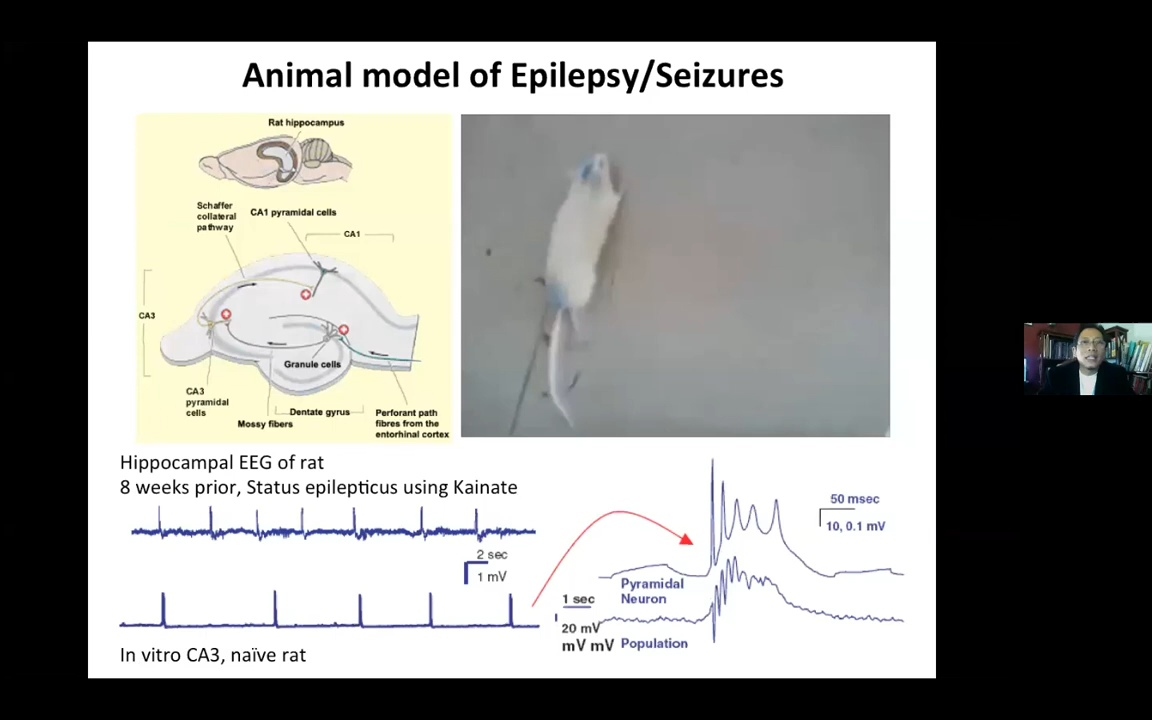 Animal model of Epilepsy/Seizures
Rat hippocampus
Schaffer
collateral
pathway
CA1 pyramidal cells
CA1
CA3
Granule cells
CA3
pyramidal
cells
Dentate gyrus
Mossy fibers
Perforant path
fibres from the
entorhinal cortex
Hippocampal EEG of rat
8 weeks prior, Status epilepticus using Kainate
2 sec
1 mV
In vitro CA3, naïve rat
50 msec
10, 0.1 mV
Pyramidal
Neuron
1 sec
20 mV
mV mV
Population